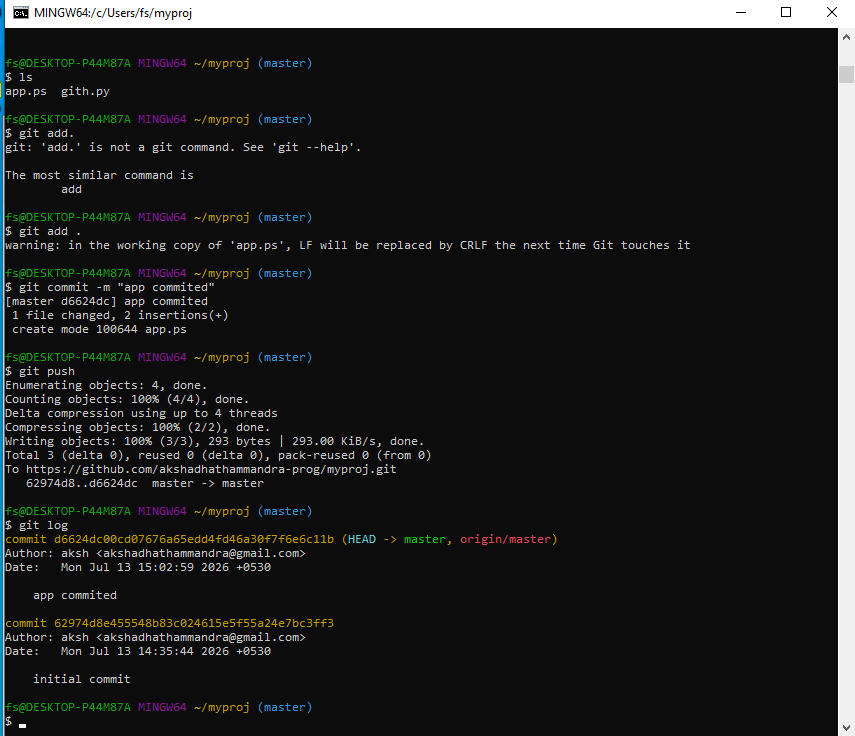 MINGW64:/c/Users/fs/myproj
fs@DESKTOP-P44M87A MINGW64 ~/myproj (master)
$ ls
app.ps  gith.py
fs@DESKTOP-P44M87A MINGW64 ~/myproj (master)
$ git add.
git: 'add.' is not a git command. See 'git --help'.
The most similar command is
        add
fs@DESKTOP-P44M87A MINGW64 ~/myproj (master)
$ git add .
warning: in the working copy of 'app.ps', LF will be replaced by CRLF the next time Git touches it
fs@DESKTOP-P44M87A MINGW64 ~/myproj (master)
$ git commit -m "app commited"
[master d6624dc] app commited
 1 file changed, 2 insertions(+)
 create mode 100644 app.ps
fs@DESKTOP-P44M87A MINGW64 ~/myproj (master)
$ git push
Enumerating objects: 4, done.
Counting objects: 100% (4/4), done.
Delta compression using up to 4 threads
Compressing objects: 100% (2/2), done.
Writing objects: 100% (3/3), 293 bytes | 293.00 KiB/s, done.
Total 3 (delta 0), reused 0 (delta 0), pack-reused 0 (from 0)
To https://github.com/akshadhathammandra-prog/myproj.git
   62974d8..d6624dc  master -> master
fs@DESKTOP-P44M87A MINGW64 ~/myproj (master)
$ git log
commit d6624dc00cd07676a65edd4fd46a30f7f6e6c11b (HEAD -> master, origin/master)
Author: aksh <akshadhathammandra@gmail.com>
Date:   Mon Jul 13 15:02:59 2026 +0530
    app commited
commit 62974d8e455548b83c024615e5f55a24e7bc3ff3
Author: aksh <akshadhathammandra@gmail.com>
Date:   Mon Jul 13 14:35:44 2026 +0530
    initial commit
fs@DESKTOP-P44M87A MINGW64 ~/myproj (master)
$